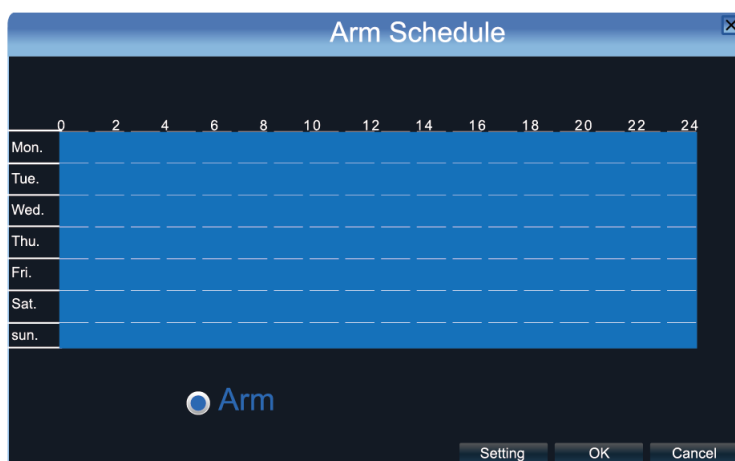 Arm Schedule
0 2 4 6 8 10 12 14 16 18 20 22 24
Mon.
Tue.
Wed.
Thu.
Fri.
Sat.
sun.
Arm
Setting OK Cancel